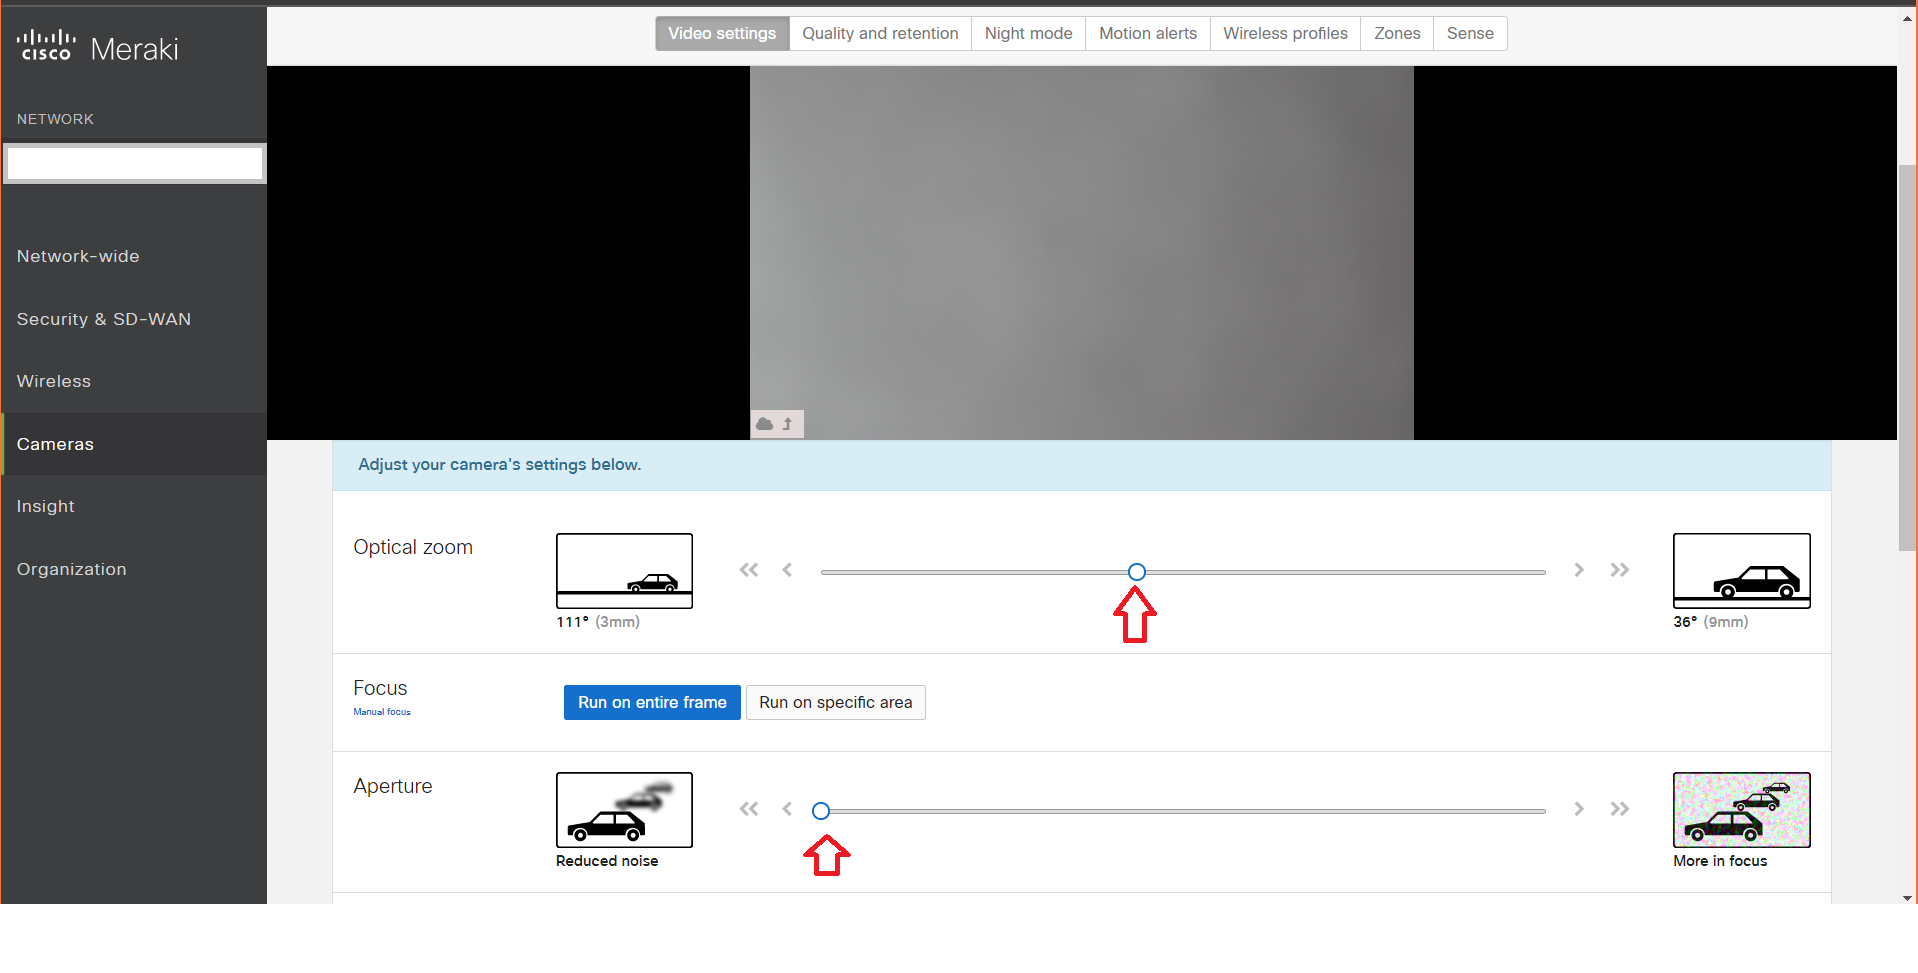 Video settings Quality and retention Night mode Motion alerts Wireless profiles Zones Sense
cisco Meraki
NETWORK
Network-wide
Security & SD-WAN
Wireless
Cameras
Insight
Organization
Adjust your camera's settings below.
Optical zoom
111° (3mm)
36° (9mm)
Focus
Manual focus
Run on entire frame Run on specific area
Aperture
Reduced noise
More in focus